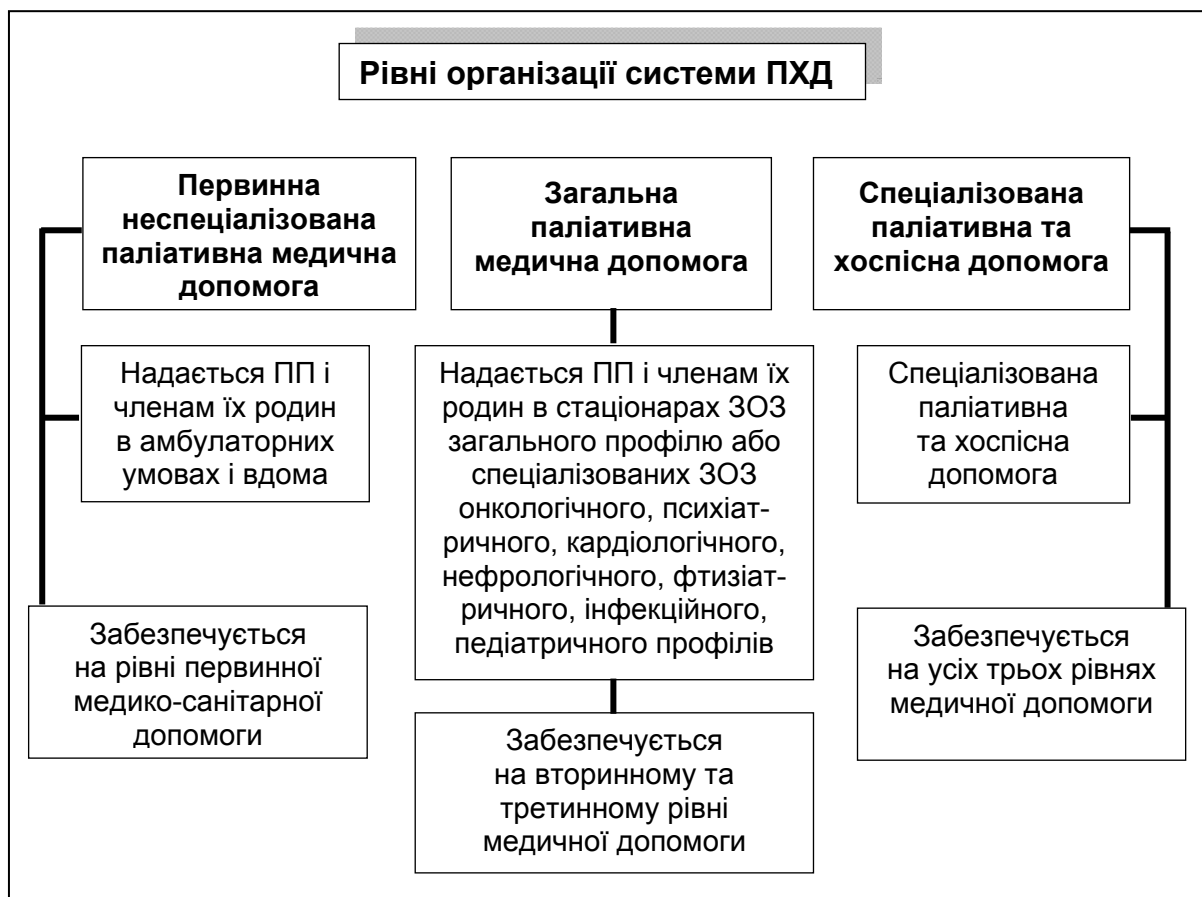 Рівні організації системи ПХД
Первинна
неспеціалізована
паліативна медична
допомога
Загальна
паліативна
медична допомога
Спеціалізована
паліативна та
хоспісна допомога
Надається ПП і
членам їх родин
в амбулаторних
умовах і вдома
Надається ПП і членам їх
родин в стаціонарах ЗОЗ
загального профілю або
спеціалізованих ЗОЗ
онкологічного, психіат-
ричного, кардіологічного,
нефрологічного, фтизіат-
ричного, інфекційного,
педіатричного профілів
Спеціалізована
паліативна
та хоспісна
допомога
Забезпечується
на рівні первинної
медико-санітарної
допомоги
Забезпечується
на вторинному та
третинному рівні
медичної допомоги
Забезпечується
на усіх трьох рівнях
медичної допомоги